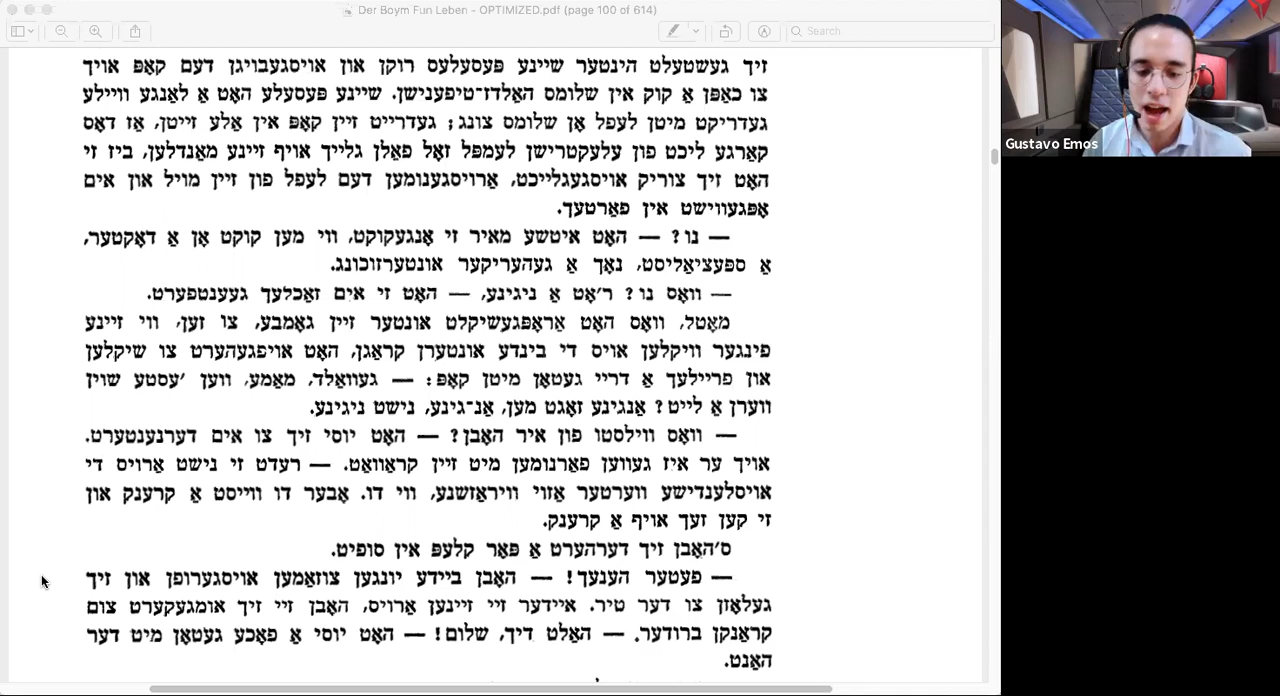 Der Boym Fun Leben - OPTIMIZED.pdf (page 100 of 614)
Search
Gustavo Emos
זיך געשטעלט הינטער שיינע פּעסעלעס רוקן און אויסגעבויגן דעם קאָפּ אויך
צו כאַפּן אַ קוק אין שלומס האַלדז־טיפענישן. שיינע פּעסעלע האָט אַ לאַנגע וויילע
געדריקט מיטן לעפל אָן שלומס צונג; געדרייט זיין קאָפּ אין אַלע זייטן, אַז דאָס
קאַרגע ליכט פון עלעקטרישן לעמפּל זאָל פאַלן גלייך אויף זיינע מאַנדלען, ביז זי
האָט זיך צוריק אויסגעגלייכט, אַרויסגענומען דעם לעפל פון זיין מויל און אים
אָפּגעווישט אין פאַרטעך.
— נו? — האָט איטשע מאיר זי אָנגעקוקט, ווי מען קוקט אָן אַ דאָקטער,
אַ ספּעציאַליסט, נאָך אַ געהעריקער אונטערזוכונג.
— וואָס נו? ר׳אָט אַ ניגינע, — האָט זי אים זאַכלעך געענטפערט.
מאָטל, וואָס האָט אַראָפּגעשיקלט אונטער זיין גאָמבע, צו זען, ווי זיינע
פינגער וויקלען אויס די בינדע אונטערן קראַגן, האָט אויפגעהערט צו שיקלען
און פריילעך אַ דריי געטאָן מיטן קאָפּ: — געוואַלד, מאַמע, ווען ׳עסטע שוין
ווערן אַ לייט? אַנגינע זאָגט מען, אַנ־גינע, נישט ניגינע.
— וואָס ווילסטו פון איר האָבן? — האָט יוסי זיך צו אים דערנענטערט.
אויך ער איז געווען פאַרנומען מיט זיין קראַוואַט. — רעדט זי נישט אַרויס די
אויסלענדישע ווערטער אַזוי וויראַזשנע, ווי דו. אָבער דו ווייסט אַ קרענק און
זי קען זעך אויף אַ קרענק.
ס׳האָבן זיך דערהערט אַ פּאָר קלעפּ אין סופיט.
— פעטער הענעך! — האָבן ביידע יונגען צוזאַמען אויסגערופן און זיך
געלאָזן צו דער טיר. איידער זיי זיינען אַרויס, האָבן זיי זיך אומגעקערט צום
קראַנקן ברודער. — האַלט דיך, שלום! — האָט יוסי אַ פאָכע געטאָן מיט דער
האַנט.